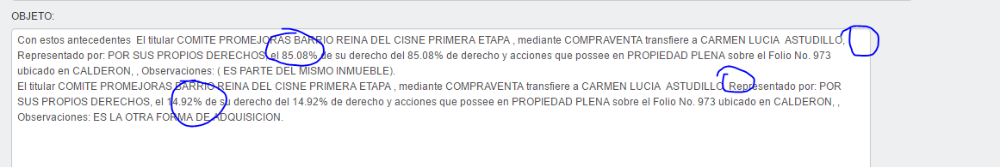 OBJETO:
Con estos antecedentes  El titular COMITE PROMEJORAS BARRIO REINA DEL CISNE PRIMERA ETAPA , mediante COMPRAVENTA transfiere a CARMEN LUCIA  ASTUDILLO,
Representado por: POR SUS PROPIOS DERECHOS, el 85.08% de su derecho del 85.08% de derecho y acciones que possee en PROPIEDAD PLENA sobre el Folio No. 973
ubicado en CALDERON, , Observaciones: ( ES PARTE DEL MISMO INMUEBLE).
El titular COMITE PROMEJORAS BARRIO REINA DEL CISNE PRIMERA ETAPA , mediante COMPRAVENTA transfiere a CARMEN LUCIA  ASTUDILLO, Representado por: POR
SUS PROPIOS DERECHOS, el 14.92% de su derecho del 14.92% de derecho y acciones que possee en PROPIEDAD PLENA sobre el Folio No. 973 ubicado en CALDERON, ,
Observaciones: ES LA OTRA FORMA DE ADQUISICION.